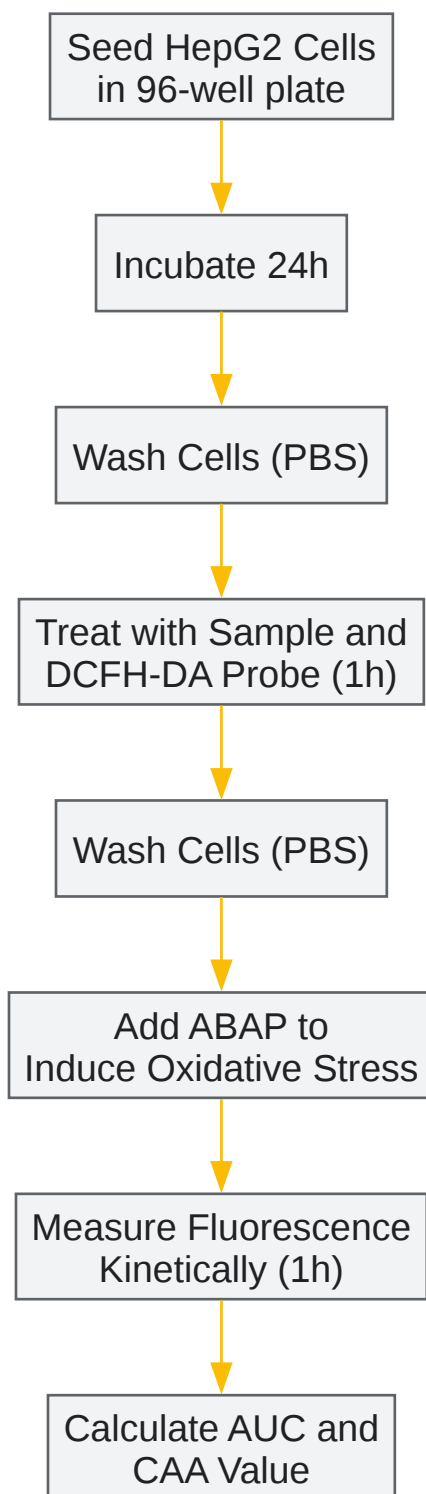 Seed HepG2 Cells
in 96-well plate
Incubate 24h
Wash Cells (PBS)
Treat with Sample and
DCFH-DA Probe (1h)
Wash Cells (PBS)
Add ABAP to
Induce Oxidative Stress
Measure Fluorescence
Kinetically (1h)
Calculate AUC and
CAA Value